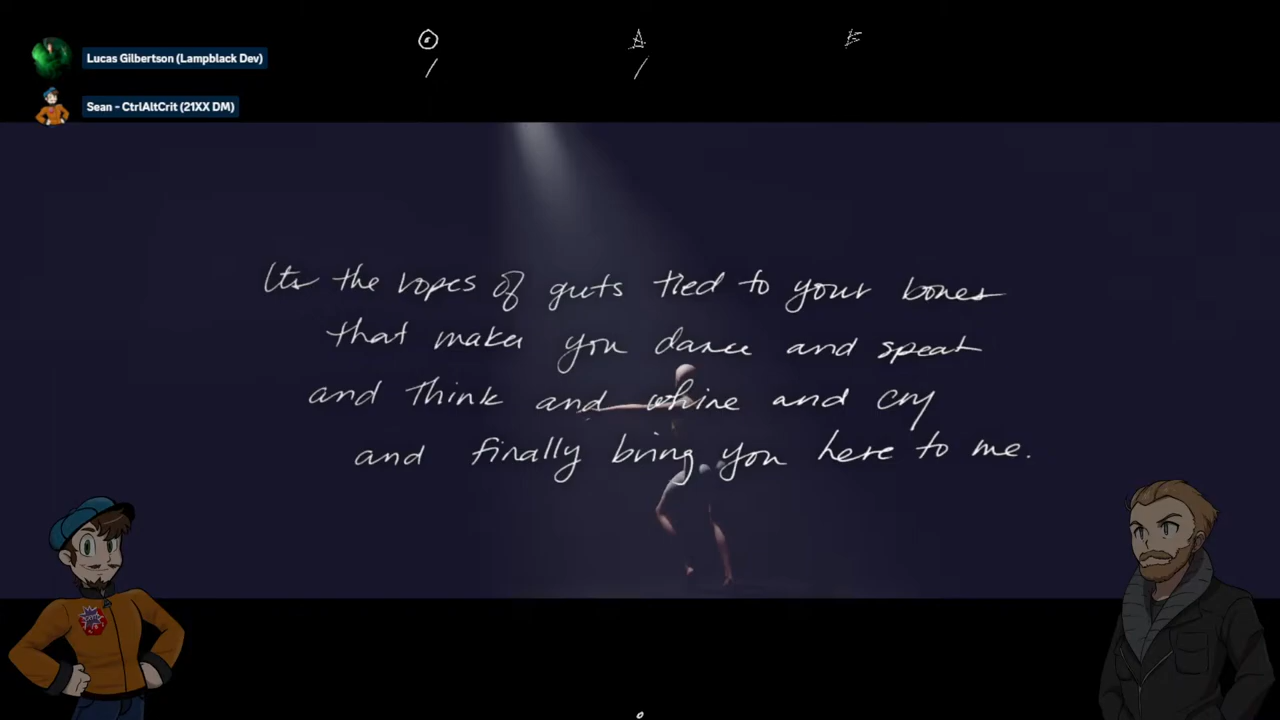 Lucas Gilbertson (Lampblack Dev)
Sean - CtrlAltCrit (21XX DM)
Its the ropes of guts tied to your bones
that makes you dance and speak
and think and whine and cry
and finally bring you here to me.